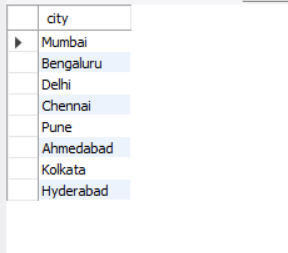 city
Mumbai
Bengaluru
Delhi
Chennai
Pune
Ahmedabad
Kolkata
Hyderabad